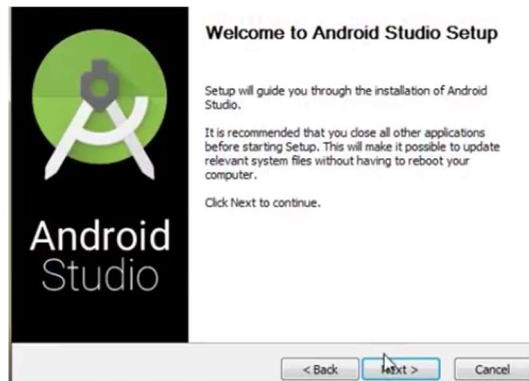 Welcome to Android Studio Setup
Setup will guide you through the installation of Android
Studio.
It is recommended that you close all other applications
before starting Setup. This will make it possible to update
relevant system files without having to reboot your
computer.
Click Next to continue.
Android
Studio
< Back
Next >
Cancel